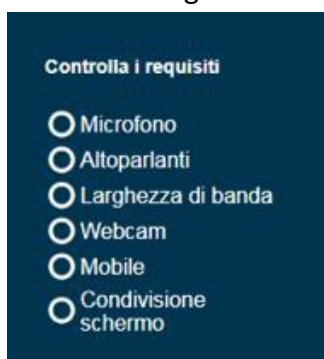 Controlla i requisiti
Microfono
Altoparlanti
Larghezza di banda
Webcam
Mobile
Condivisione
schermo